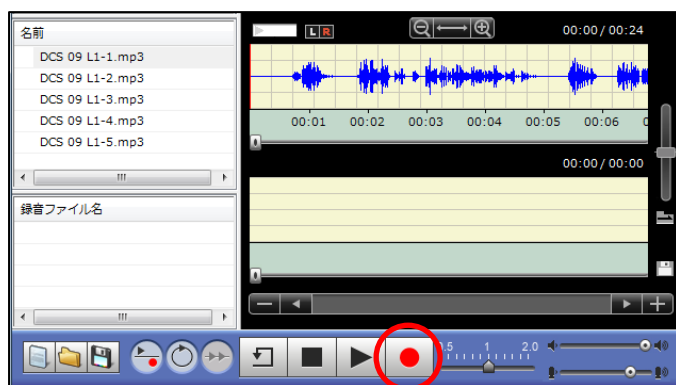 名前
DCS 09 L1-1.mp3
DCS 09 L1-2.mp3
DCS 09 L1-3.mp3
DCS 09 L1-4.mp3
DCS 09 L1-5.mp3
録音ファイル名
L R
00:00 / 00:24
00:01 00:02 00:03 00:04 00:05 00:06
00:00 / 00:00
0.5 1 2.0